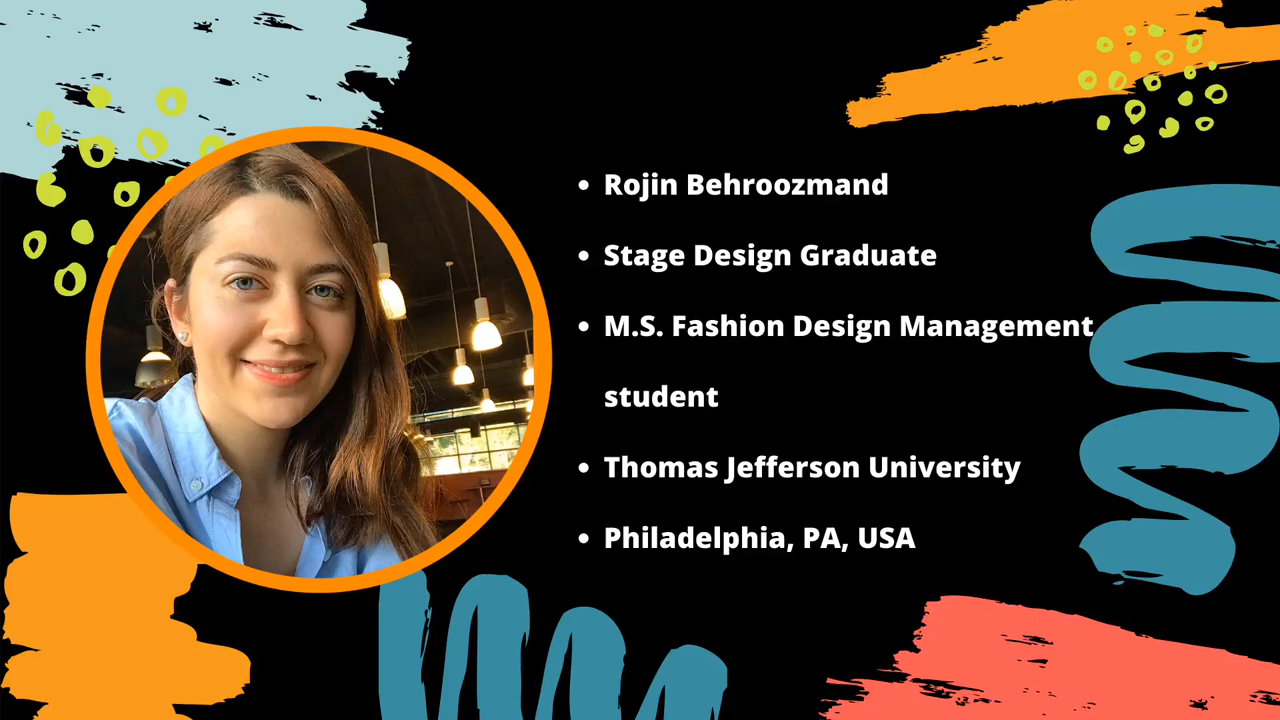 Rojin Behroozmand
Stage Design Graduate
M.S. Fashion Design Management
student
Thomas Jefferson University
Philadelphia, PA, USA